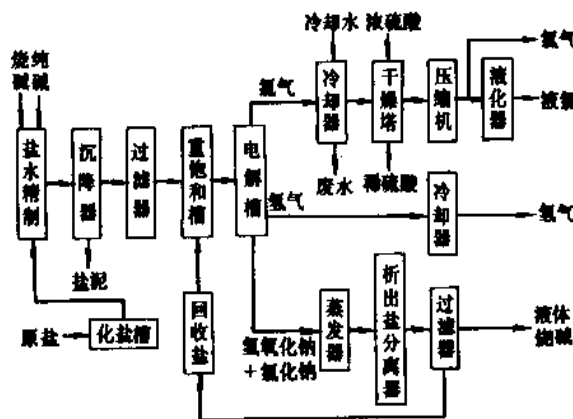 冷却水
浓硫酸
烧碱
纯碱
氯气
冷却器
干燥塔
压缩机
液化器
氯气
液氯
盐水精制
沉降器
过滤器
重饱和槽
电解槽
废水
稀硫酸
氢气
冷却器
氢气
盐泥
原盐
化盐槽
回收盐
氢氧化钠
+氯化钠
蒸发器
析出盐分离器
过滤器
液体
烧碱